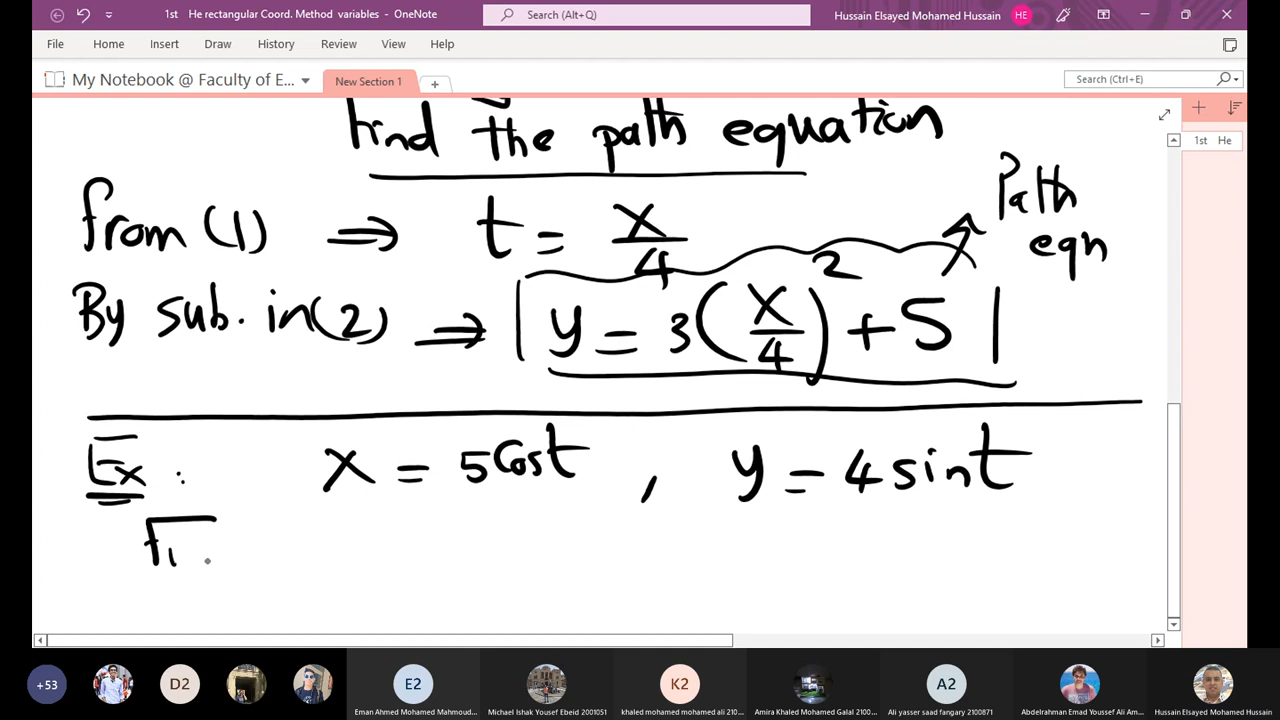 1st He rectangular Coord. Method variables - OneNote
Search (Alt+Q)
Hussain Elsayed Mohamed Hussain HE
File Home Insert Draw History Review View Help
My Notebook @ Faculty of E... New Section 1
Search (Ctrl+E)
1st He
find the path equation
from (1) ⇒ t = x/4
Path
eqn
By sub. in(2) ⇒ y = 3(x/4)² + 5
Ex : x = 5 Cost , y = 4 sint
Fi
+53 D2 E2 K2 A2
Eman Ahmed Mohamed Mahmoud... Michael Ishak Yousef Ebeid 2001051 khaled mohamed mohamed ali 210... Amira Khaled Mohamed Galal 2100... Ali yasser saad fangary 2100871 Abdelrahman Emad Youssef Ali Am... Hussain Elsayed Mohamed Hussain